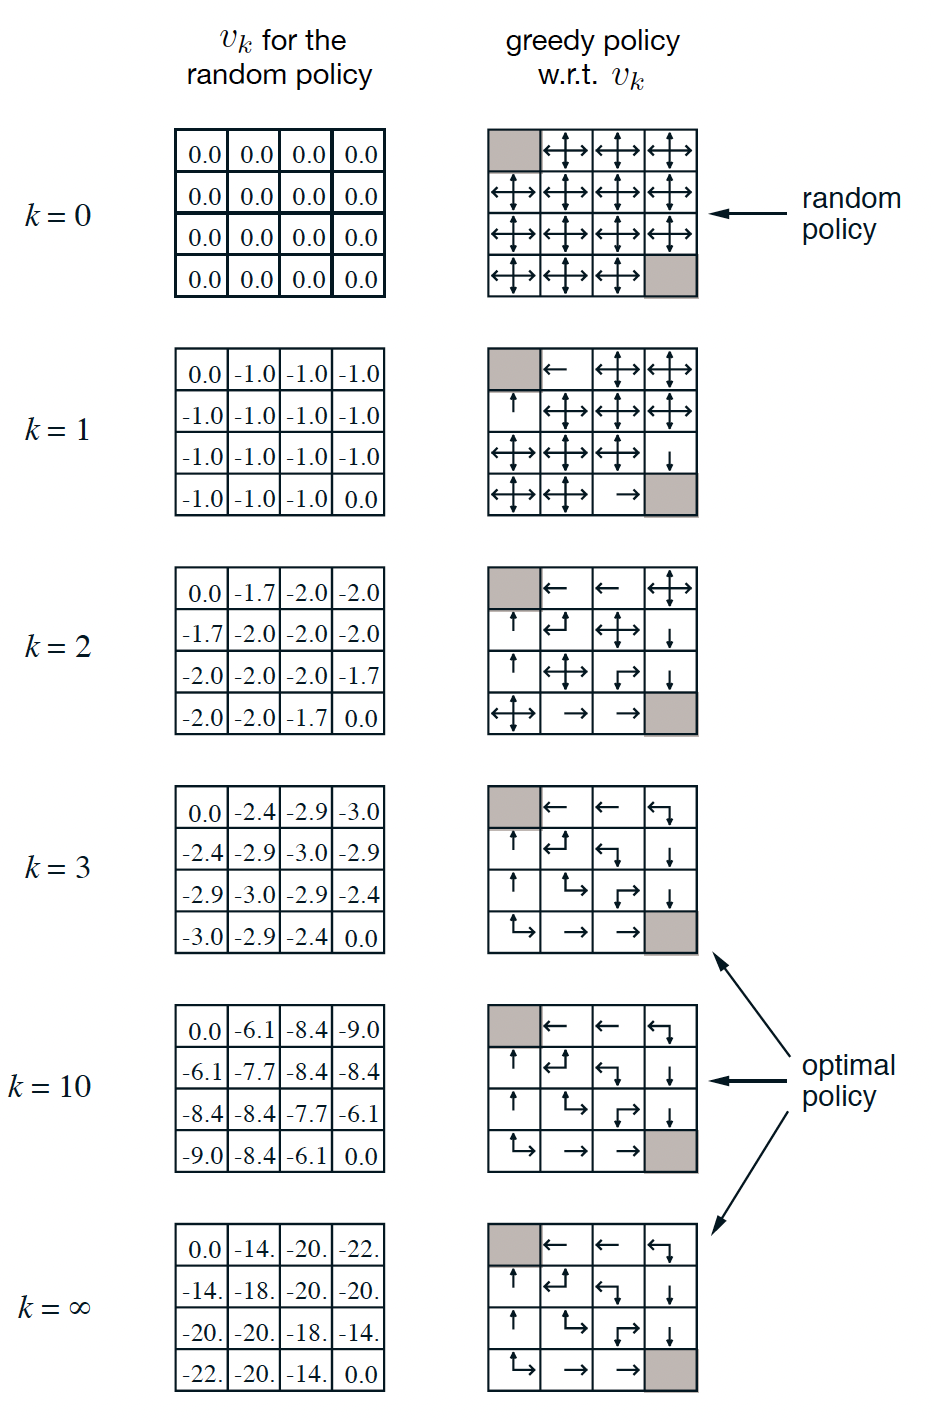 v_k for the
random policy
greedy policy
w.r.t. v_k
k = 0
0.0 0.0 0.0 0.0
0.0 0.0 0.0 0.0
0.0 0.0 0.0 0.0
0.0 0.0 0.0 0.0
random
policy
k = 1
0.0 -1.0 -1.0 -1.0
-1.0 -1.0 -1.0 -1.0
-1.0 -1.0 -1.0 -1.0
-1.0 -1.0 -1.0 0.0
k = 2
0.0 -1.7 -2.0 -2.0
-1.7 -2.0 -2.0 -2.0
-2.0 -2.0 -2.0 -1.7
-2.0 -2.0 -1.7 0.0
k = 3
0.0 -2.4 -2.9 -3.0
-2.4 -2.9 -3.0 -2.9
-2.9 -3.0 -2.9 -2.4
-3.0 -2.9 -2.4 0.0
k = 10
0.0 -6.1 -8.4 -9.0
-6.1 -7.7 -8.4 -8.4
-8.4 -8.4 -7.7 -6.1
-9.0 -8.4 -6.1 0.0
optimal
policy
k = ∞
0.0 -14. -20. -22.
-14. -18. -20. -20.
-20. -20. -18. -14.
-22. -20. -14. 0.0